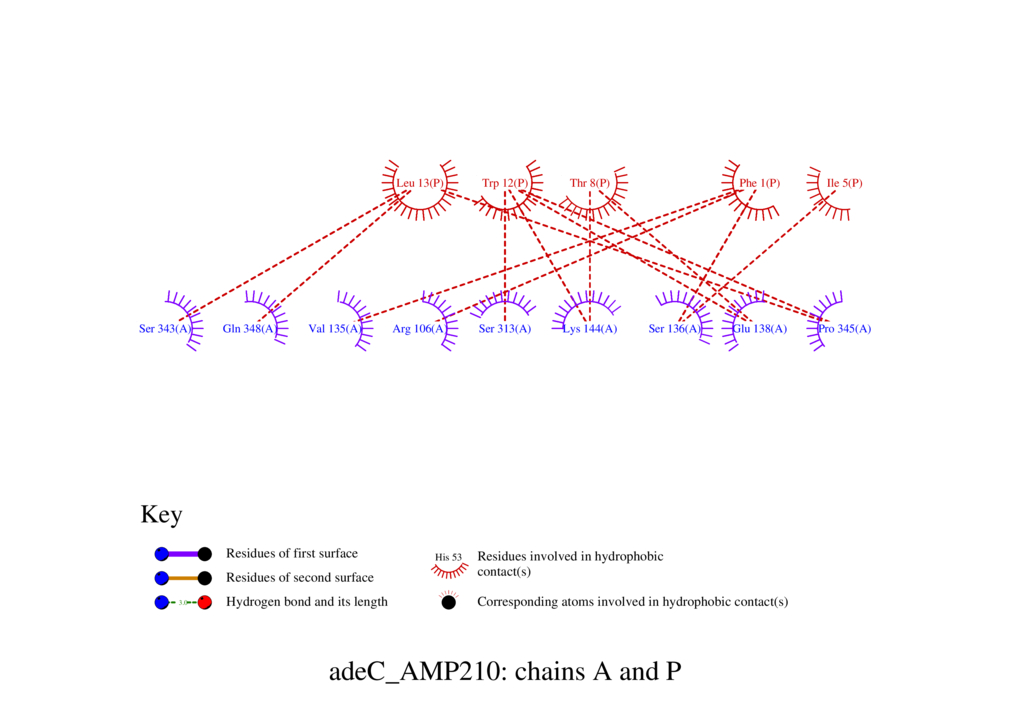 Leu 13(P) Trp 12(P) Thr 8(P) Phe 1(P) Ile 5(P)
Ser 343(A) Gln 348(A) Val 135(A) Arg 106(A) Ser 313(A) Lys 144(A) Ser 136(A) Glu 138(A) Pro 345(A)
Key
Residues of first surface
Residues of second surface
3.0 Hydrogen bond and its length
His 53 Residues involved in hydrophobic
contact(s)
Corresponding atoms involved in hydrophobic contact(s)
adeC_AMP210: chains A and P